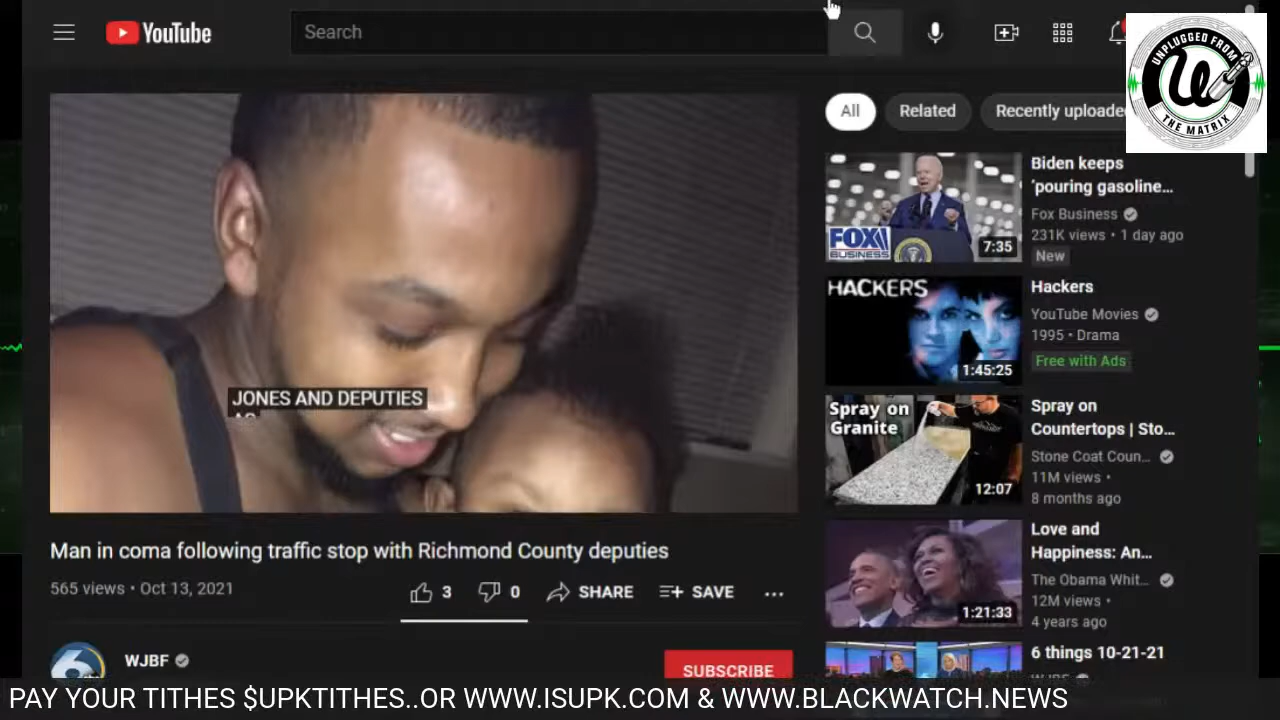 YouTube
Search
UNPLUGGED FROM
THE MATRIX
All
Related
Recently uploade
JONES AND DEPUTIES
Man in coma following traffic stop with Richmond County deputies
565 views • Oct 13, 2021
3
0
SHARE
SAVE
WJBF
SUBSCRIBE
Biden keeps
'pouring gasoline...
Fox Business
231K views • 1 day ago
New
FOX
BUSINESS
7:35
HACKERS
1:45:25
Hackers
YouTube Movies
1995 • Drama
Free with Ads
Spray on
Granite
12:07
Spray on
Countertops | Sto...
Stone Coat Coun...
11M views •
8 months ago
1:21:33
Love and
Happiness: An...
The Obama Whit...
12M views •
4 years ago
6 things 10-21-21
PAY YOUR TITHES $UPKTITHES..OR WWW.ISUPK.COM & WWW.BLACKWATCH.NEWS